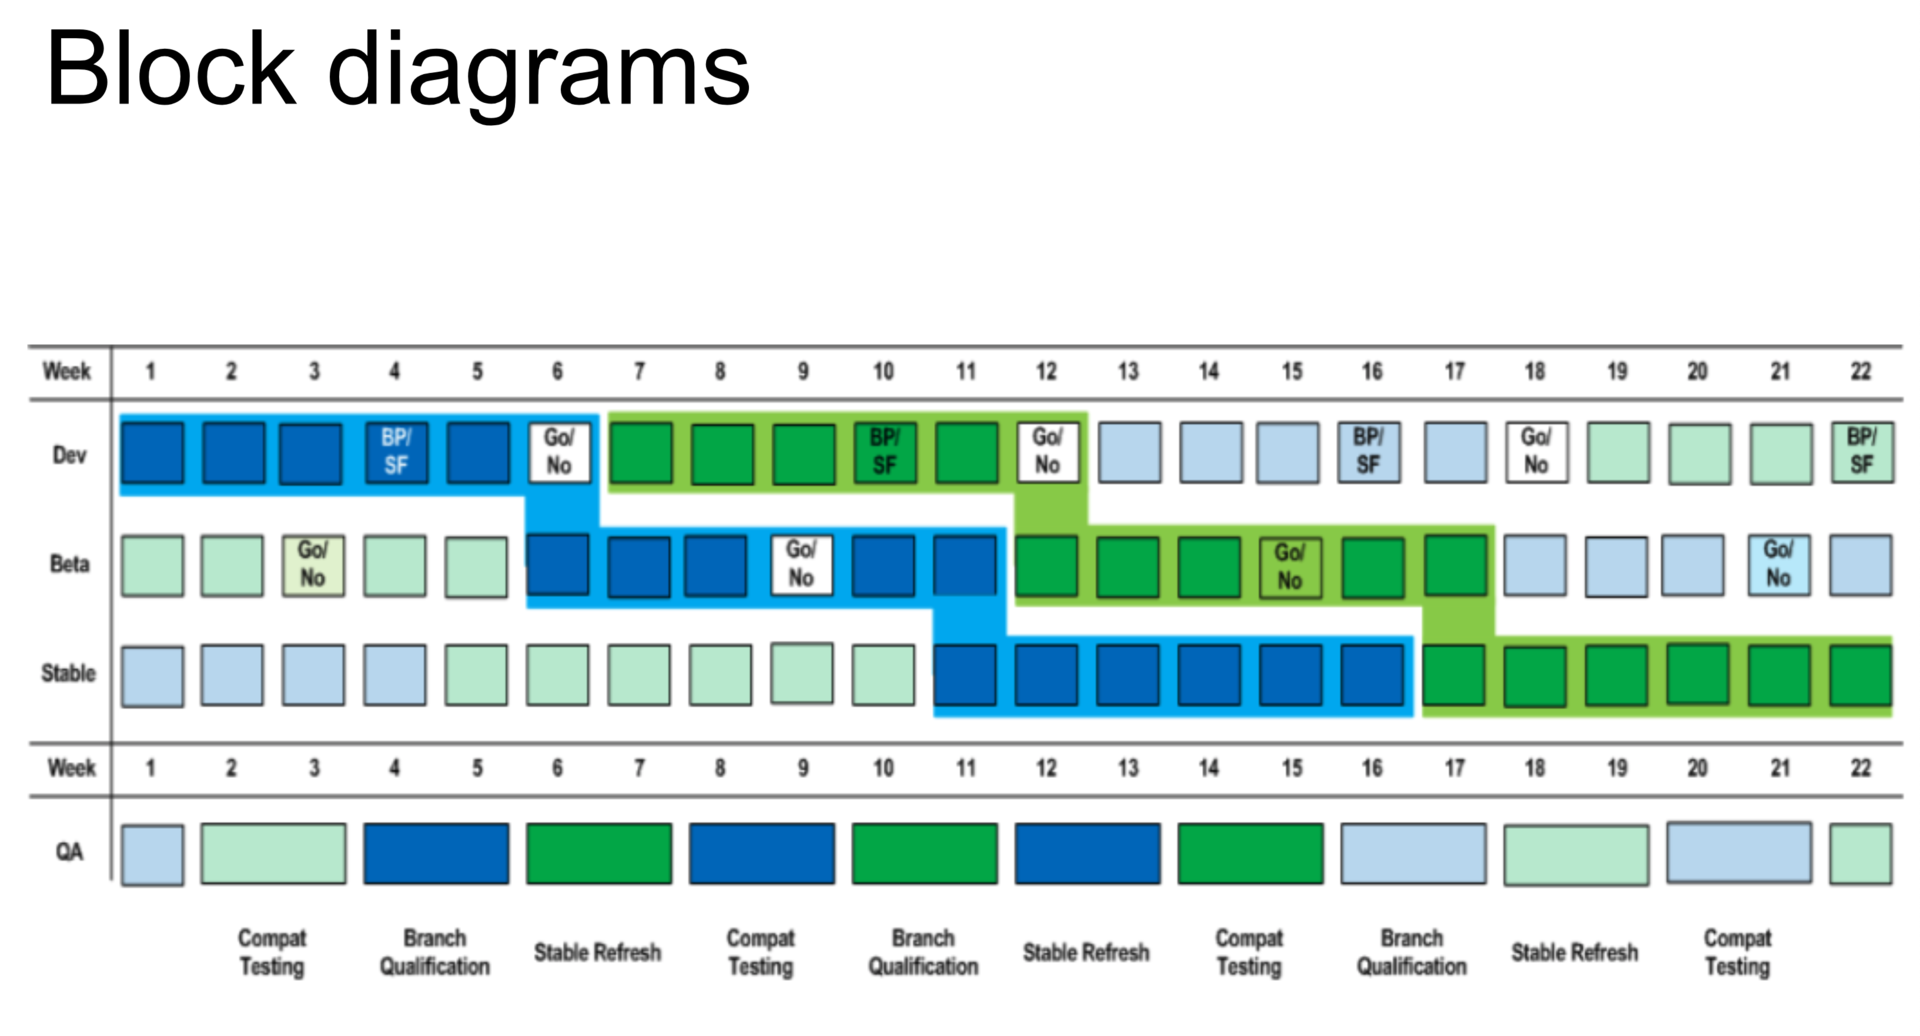 Block diagrams
Week 1 2 3 4 5 6 7 8 9 10 11 12 13 14 15 16 17 18 19 20 21 22
Dev BP/ SF Go/ No BP/ SF Go/ No BP/ SF Go/ No BP/ SF
Beta Go/ No Go/ No Go/ No Go/ No
Stable
Week 1 2 3 4 5 6 7 8 9 10 11 12 13 14 15 16 17 18 19 20 21 22
QA
Compat Testing
Branch Qualification
Stable Refresh
Compat Testing
Branch Qualification
Stable Refresh
Compat Testing
Branch Qualification
Stable Refresh
Compat Testing